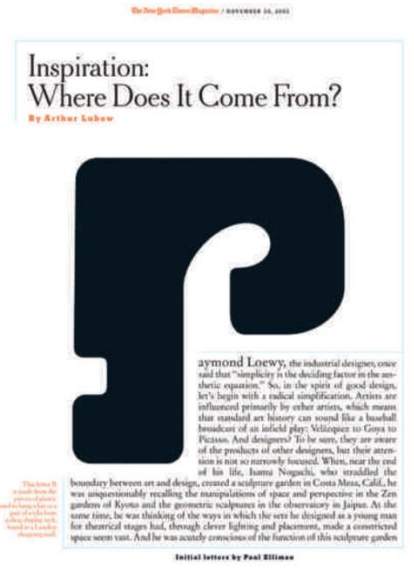 The New York Times Magazine / NOVEMBER 30, 2003
Inspiration:
Where Does It Come From?
By Arthur Lubow
r
aymond Loewy, the industrial designer, once
said that "simplicity is the deciding factor in the aes-
thetic equation." So, in the spirit of good design,
let's begin with a radical simplification. Artists are
influenced primarily by other artists, which means
that standard art history can sound like a baseball
broadcast of an infield play: Velázquez to Goya to
Picasso. And designers? To be sure, they are aware
of the products of other designers, but their atten-
tion is not so narrowly focused. When, near the end
of his life, Isamu Noguchi, who straddled the
boundary between art and design, created a sculpture garden in Costa Mesa, Calif., he
was unquestionably recalling the manipulations of space and perspective in the Zen
gardens of Kyoto and the geometric sculptures in the observatory in Jaipur. At the
same time, he was thinking of the ways in which the sets he designed as a young man
for theatrical stages had, through clever lighting and placement, made a constricted
space seem vast. And he was acutely conscious of the function of this sculpture garden
This letter R
is made from the
Initial letters by Paul Elliman